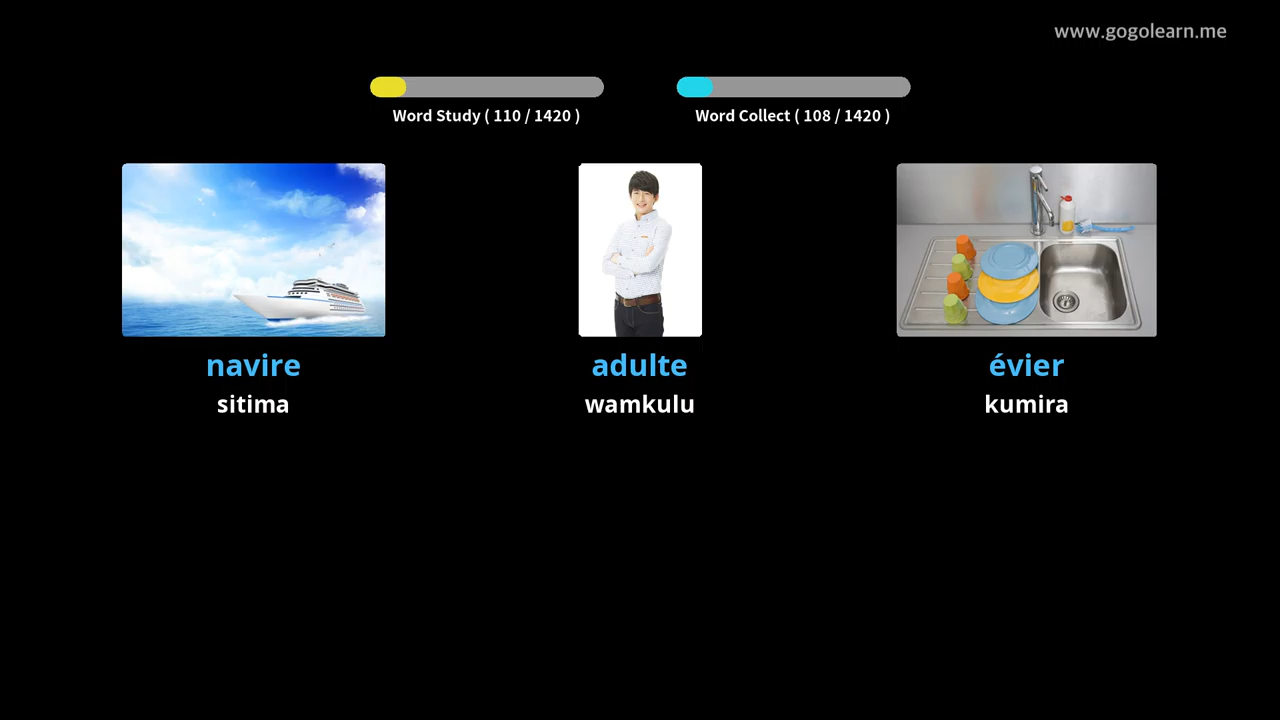 www.gogolearn.me
Word Study ( 110 / 1420 )
Word Collect ( 108 / 1420 )
navire
sitima
adulte
wamkulu
évier
kumira